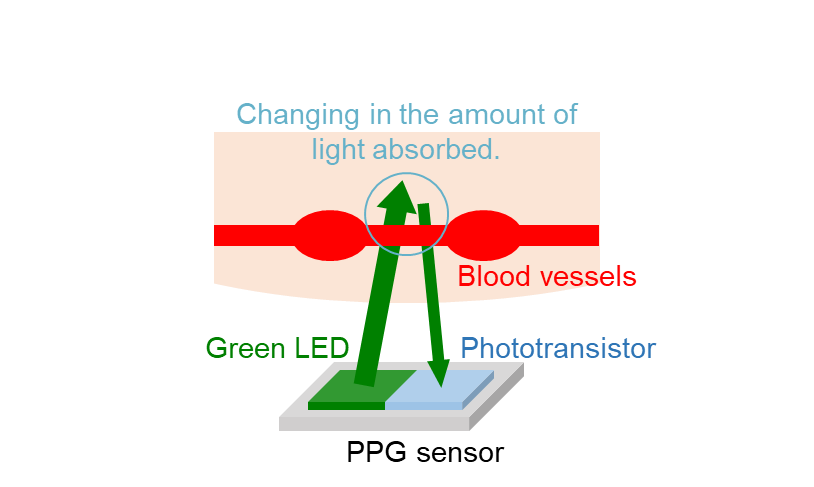 Changing in the amount of
light absorbed.
Blood vessels
Green LED
Phototransistor
PPG sensor